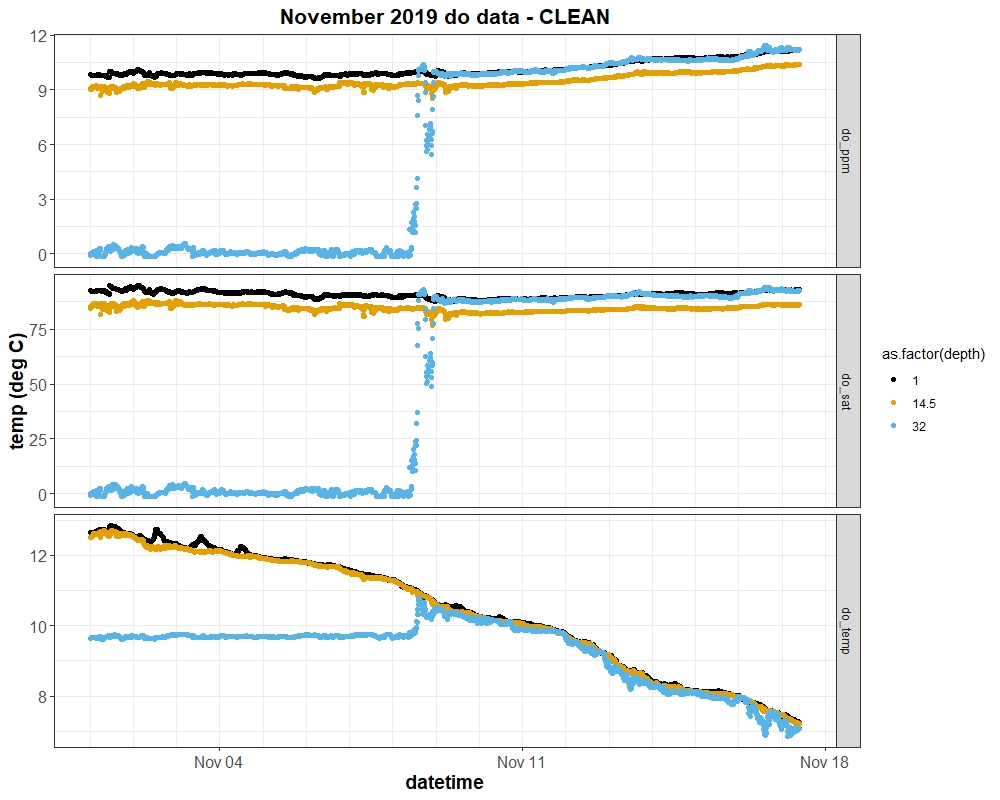 November 2019 do data - CLEAN
12
9
6
3
0
do_ppm
75
50
25
0
do_sat
12
10
8
do_temp
temp (deg C)
Nov 04
Nov 11
Nov 18
datetime
as.factor(depth)
1
14.5
32